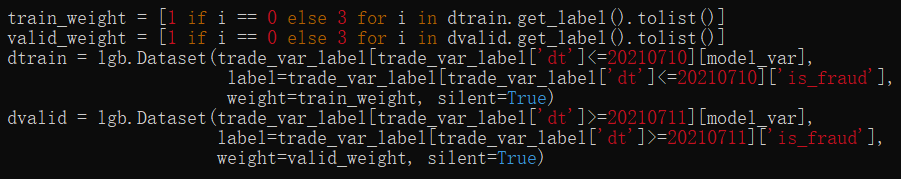 train_weight = [1 if i == 0 else 3 for i in dtrain.get_label().tolist()]
valid_weight = [1 if i == 0 else 3 for i in dvalid.get_label().tolist()]
dtrain = lgb.Dataset(trade_var_label[trade_var_label['dt']<=20210710][model_var],
                     label=trade_var_label[trade_var_label['dt']<=20210710]['is_fraud'],
                     weight=train_weight, silent=True)
dvalid = lgb.Dataset(trade_var_label[trade_var_label['dt']>=20210711][model_var],
                    label=trade_var_label[trade_var_label['dt']>=20210711]['is_fraud'],
                    weight=valid_weight, silent=True)